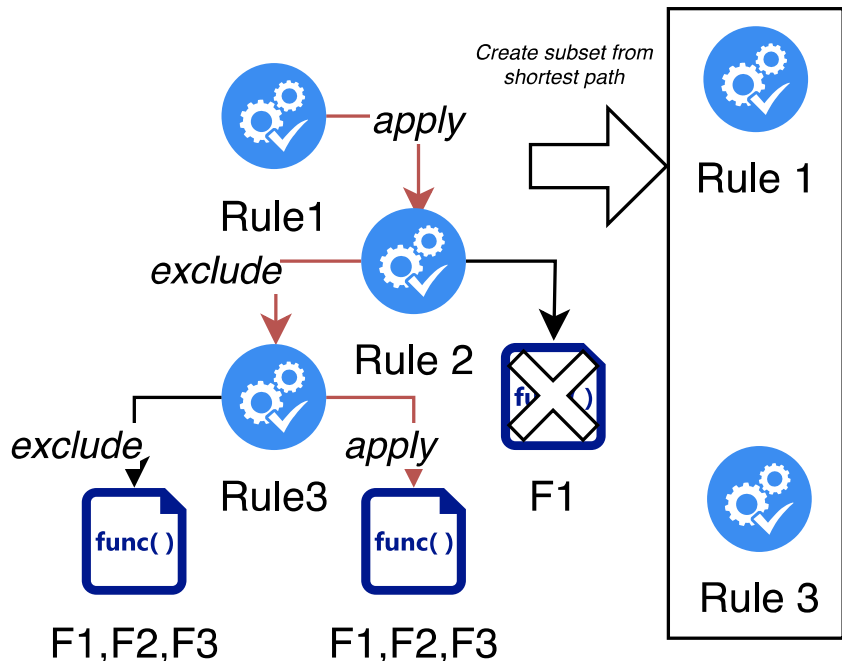 Create subset from
shortest path
apply
Rule1
Rule 1
exclude
Rule 2
func()
F1
exclude
apply
Rule3
func( )
func( )
F1,F2,F3
F1,F2,F3
Rule 3